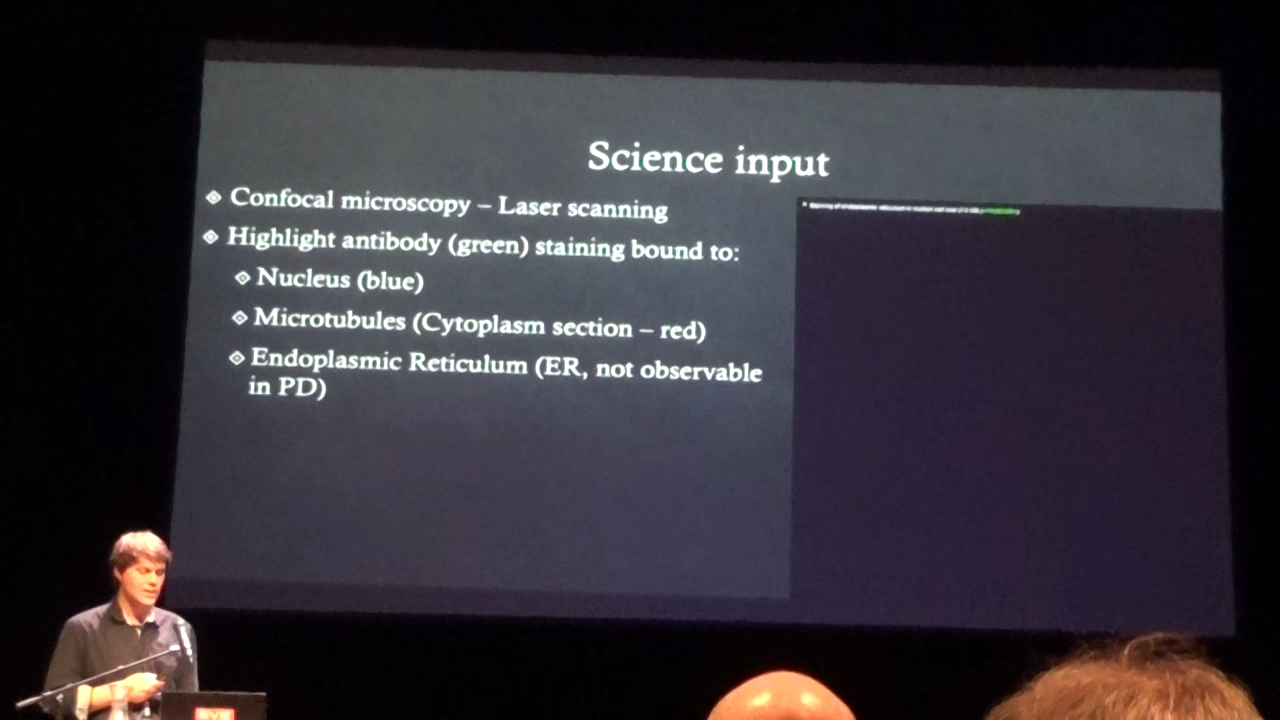 Science input
Confocal microscopy – Laser scanning
Highlight antibody (green) staining bound to:
Nucleus (blue)
Microtubules (Cytoplasm section – red)
Endoplasmic Reticulum (ER, not observable
in PD)